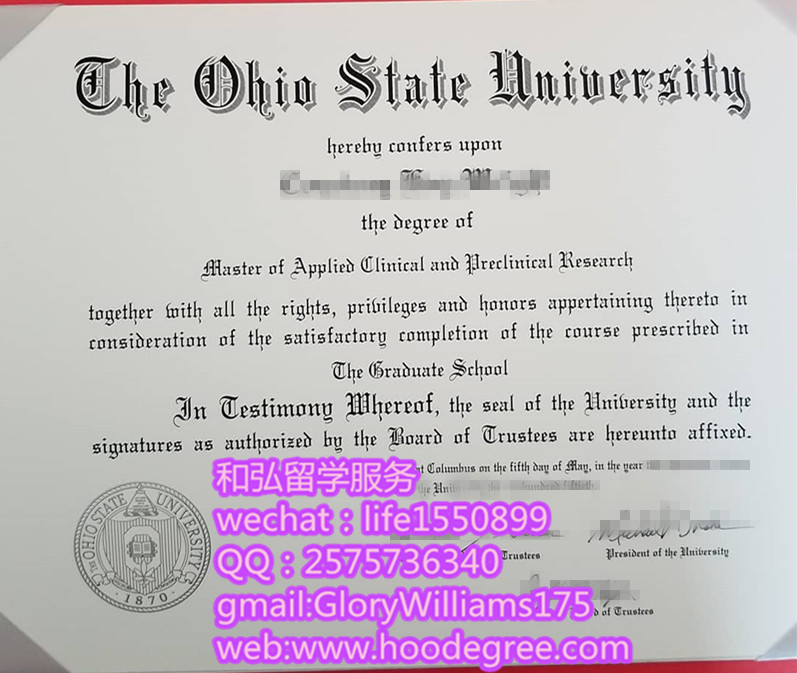 The Ohio State University
hereby confers upon
the degree of
Master of Applied Clinical and Preclinical Research
together with all the rights, privileges and honors appertaining thereto in
consideration of the satisfactory completion of the course prescribed in
The Graduate School
In Testimony Whereof, the seal of the University and the
signatures as authorized by the Board of Trustees are hereunto affixed.
Columbus on the fifth day of May, in the year
和弘留学服务
wechat：life1550899
QQ：2575736340
gmail:GloryWilliams175
web:www.hoodegree.com
Trustees
President of the University
of Trustees
THE OHIO STATE UNIVERSITY
1870